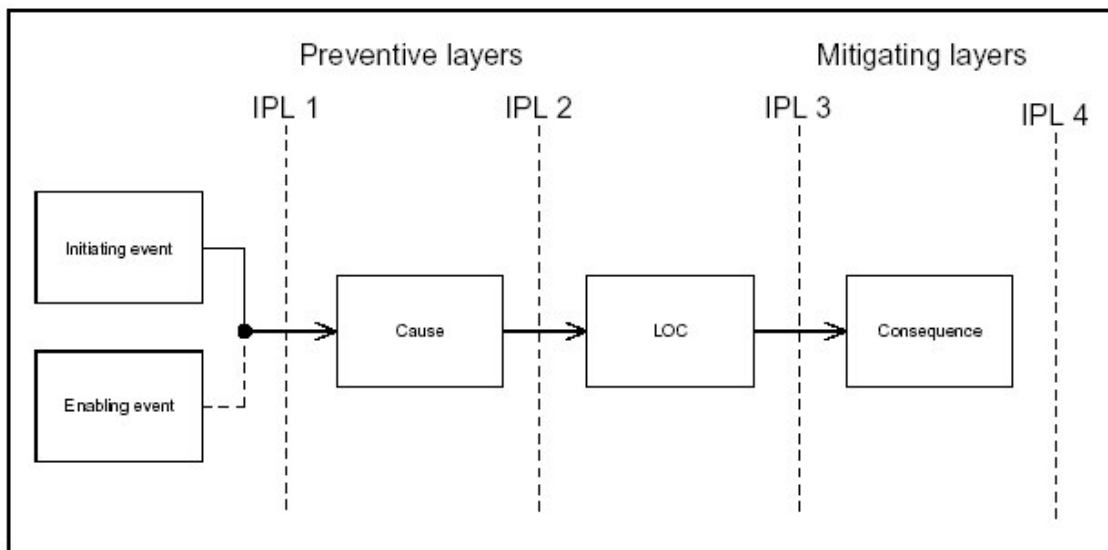 Preventive layers
Mitigating layers
IPL 1
IPL 2
IPL 3
IPL 4
Initiating event
Cause
LOC
Consequence
Enabling event